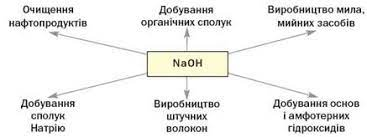 Очищення
нафтопродуктів
Добування
органічних сполук
Виробництво мила,
мийних засобів
NaOH
Добування
сполук
Натрію
Виробництво
штучних
волокон
Добування основ
і амфотерних
гідроксидів